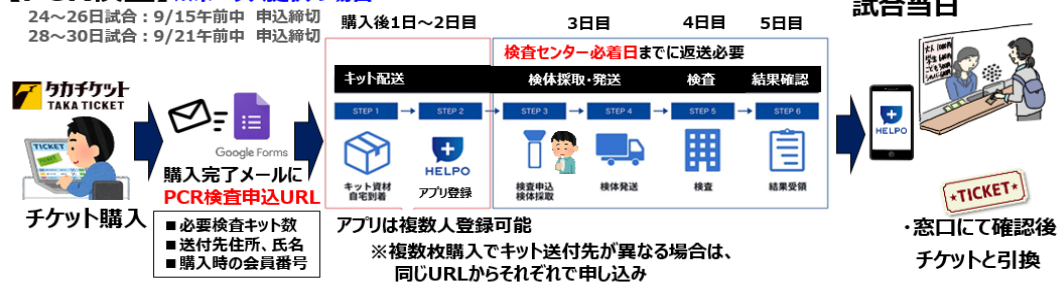 24～26日試合：9/15午前中 申込締切
28～30日試合：9/21午前中 申込締切
タカチケット
TAKA TICKET
TICKET
チケット購入
Google Forms
購入完了メールに
PCR検査申込URL
■必要検査キット数
■送付先住所、氏名
■購入時の会員番号
購入後1日～2日目
3日目
4日目
5日目
検査センター必着日までに返送必要
キット配送
検体採取・発送
検査
結果確認
STEP 1
STEP 2
STEP 3
STEP 4
STEP 5
STEP 6
HELPO
キット資材
自宅到着
アプリ登録
検査申込
検体採取
検体発送
検査
結果受領
アプリは複数人登録可能
※複数枚購入でキット送付先が異なる場合は、
同じURLからそれぞれで申し込み
試合当日
HELPO
★TICKET★
・窓口にて確認後
チケットと引換